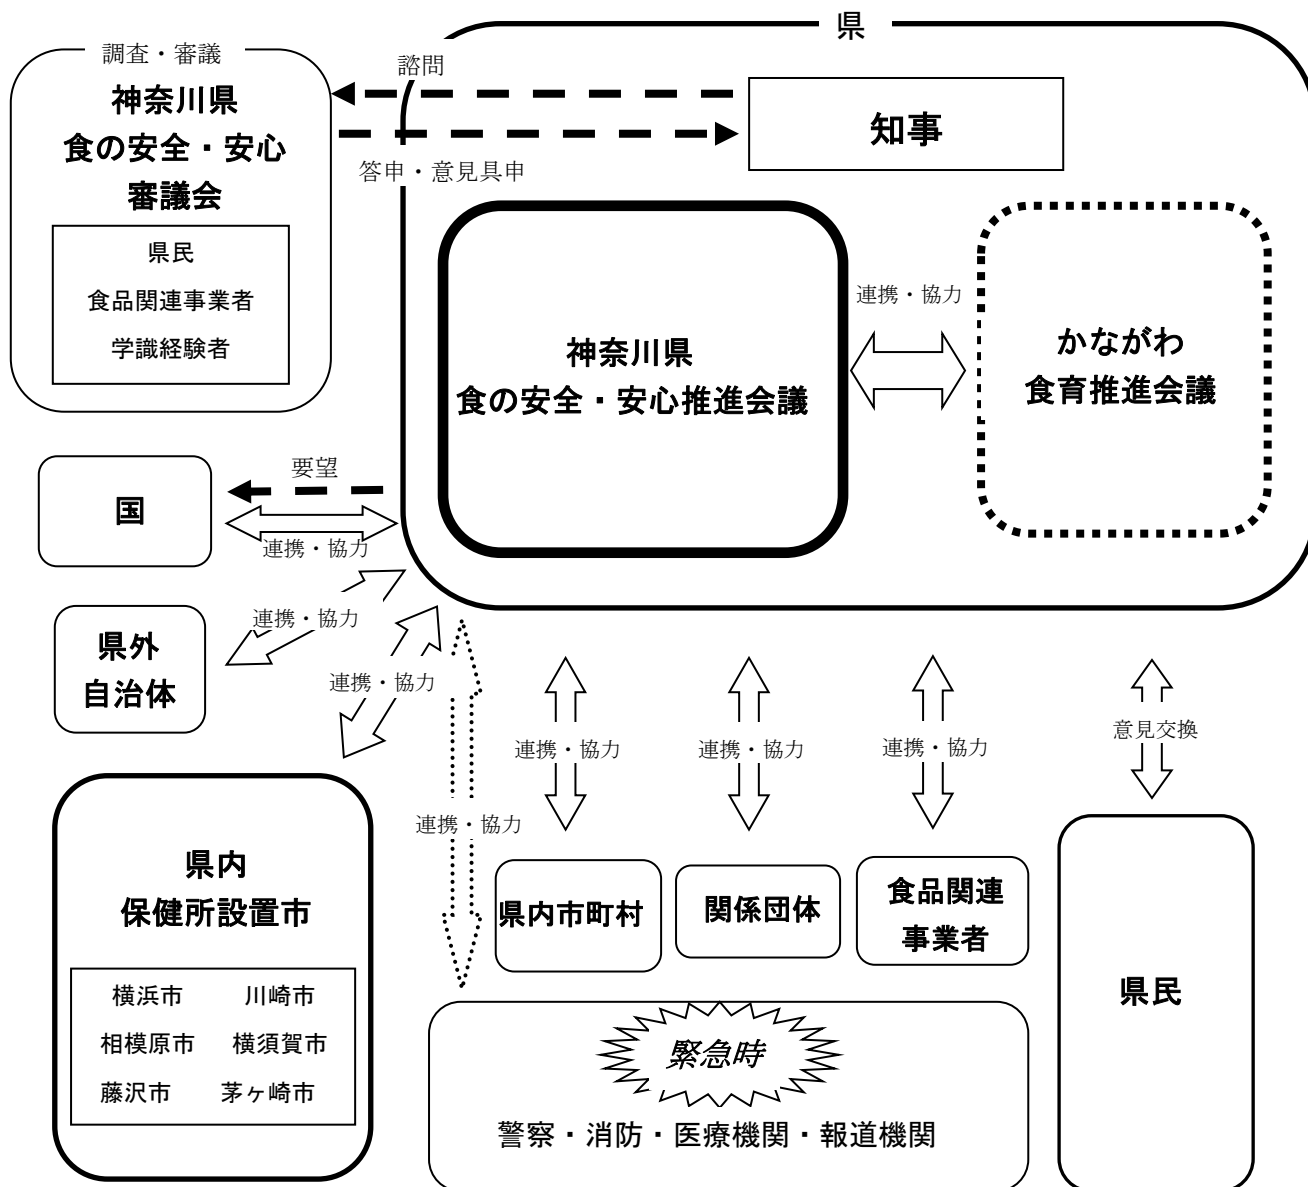 県
調査・審議
神奈川県
食の安全・安心
審議会
県民
食品関連事業者
学識経験者
諮問
答申・意見具申
知事
神奈川県
食の安全・安心推進会議
連携・協力
かながわ
食育推進会議
国
要望
連携・協力
県外
自治体
連携・協力
連携・協力
県内
保健所設置市
横浜市 川崎市
相模原市 横須賀市
藤沢市 茅ヶ崎市
連携・協力
連携・協力
連携・協力
連携・協力
意見交換
県内市町村
関係団体
食品関連
事業者
県民
緊急時
警察・消防・医療機関・報道機関